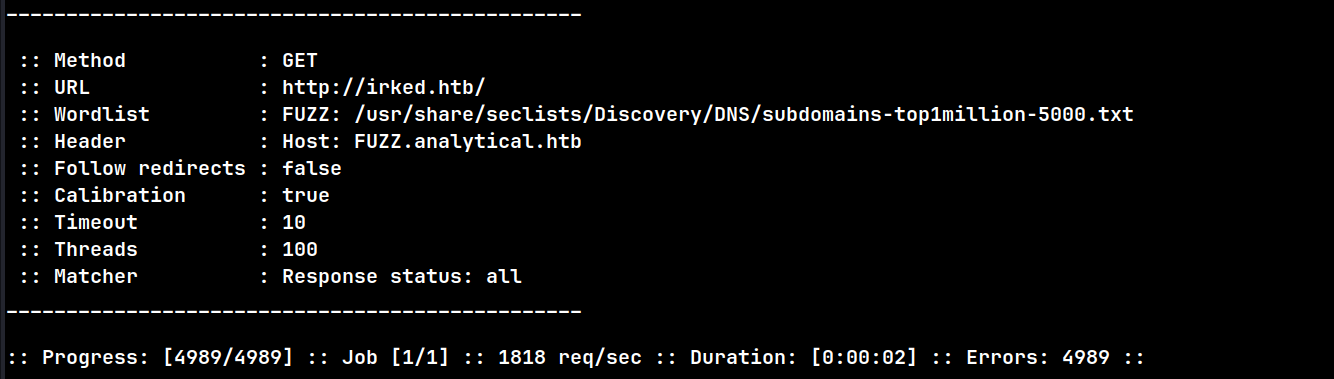 ________________________________________________
:: Method           : GET
:: URL              : http://irked.htb/
:: Wordlist         : FUZZ: /usr/share/seclists/Discovery/DNS/subdomains-top1million-5000.txt
:: Header           : Host: FUZZ.analytical.htb
:: Follow redirects : false
:: Calibration      : true
:: Timeout          : 10
:: Threads          : 100
:: Matcher          : Response status: all
________________________________________________
:: Progress: [4989/4989] :: Job [1/1] :: 1818 req/sec :: Duration: [0:00:02] :: Errors: 4989 ::